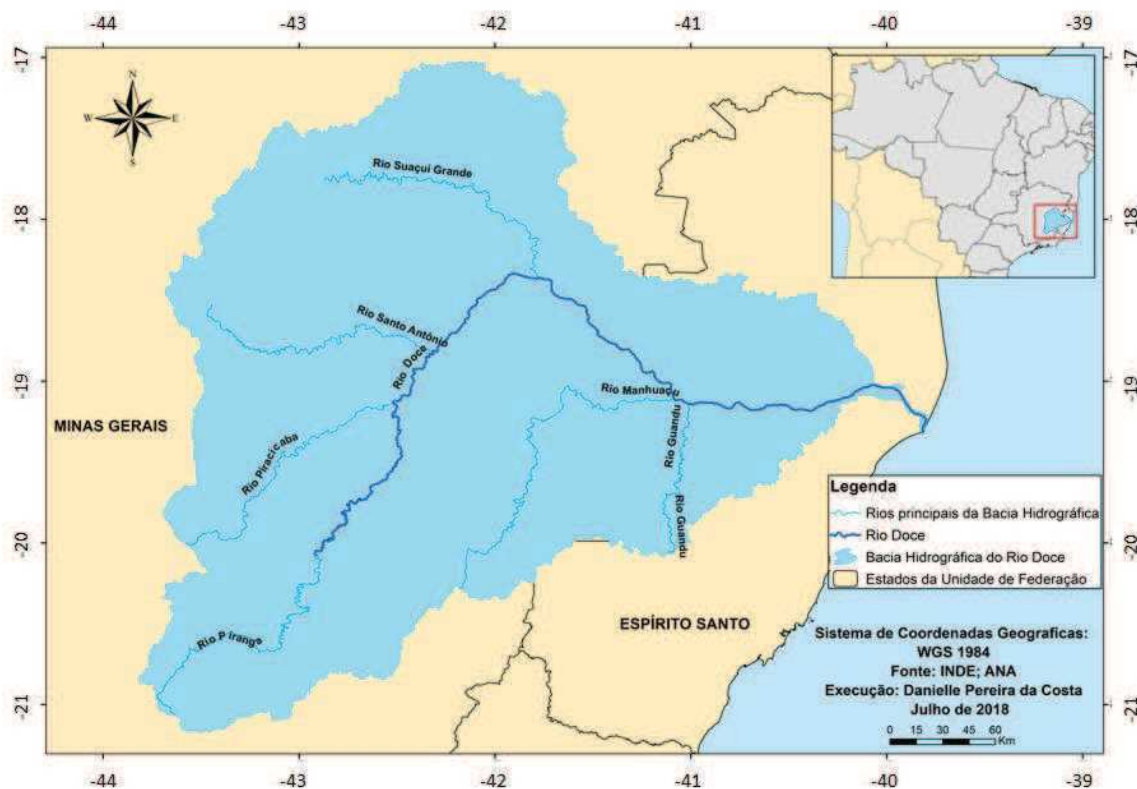 -44 -43 -42 -41 -40 -39
-17 -17
N
W E
S
Rio Suaçui Grande
-18 -18
Rio Santo Antônio
Rio Doce
-19 -19
Rio Manhuaçu
MINAS GERAIS
Rio Piracicaba
Rio Guandu
Rio Guandu
-20 -20
Rio Piranga
ESPÍRITO SANTO
-21 -21
Legenda
Rios principais da Bacia Hidrográfica
Rio Doce
Bacia Hidrográfica do Rio Doce
Estados da Unidade de Federação
Sistema de Coordenadas Geograficas:
WGS 1984
Fonte: INDE; ANA
Execução: Danielle Pereira da Costa
Julho de 2018
0 15 30 45 60
Km
-44 -43 -42 -41 -40 -39